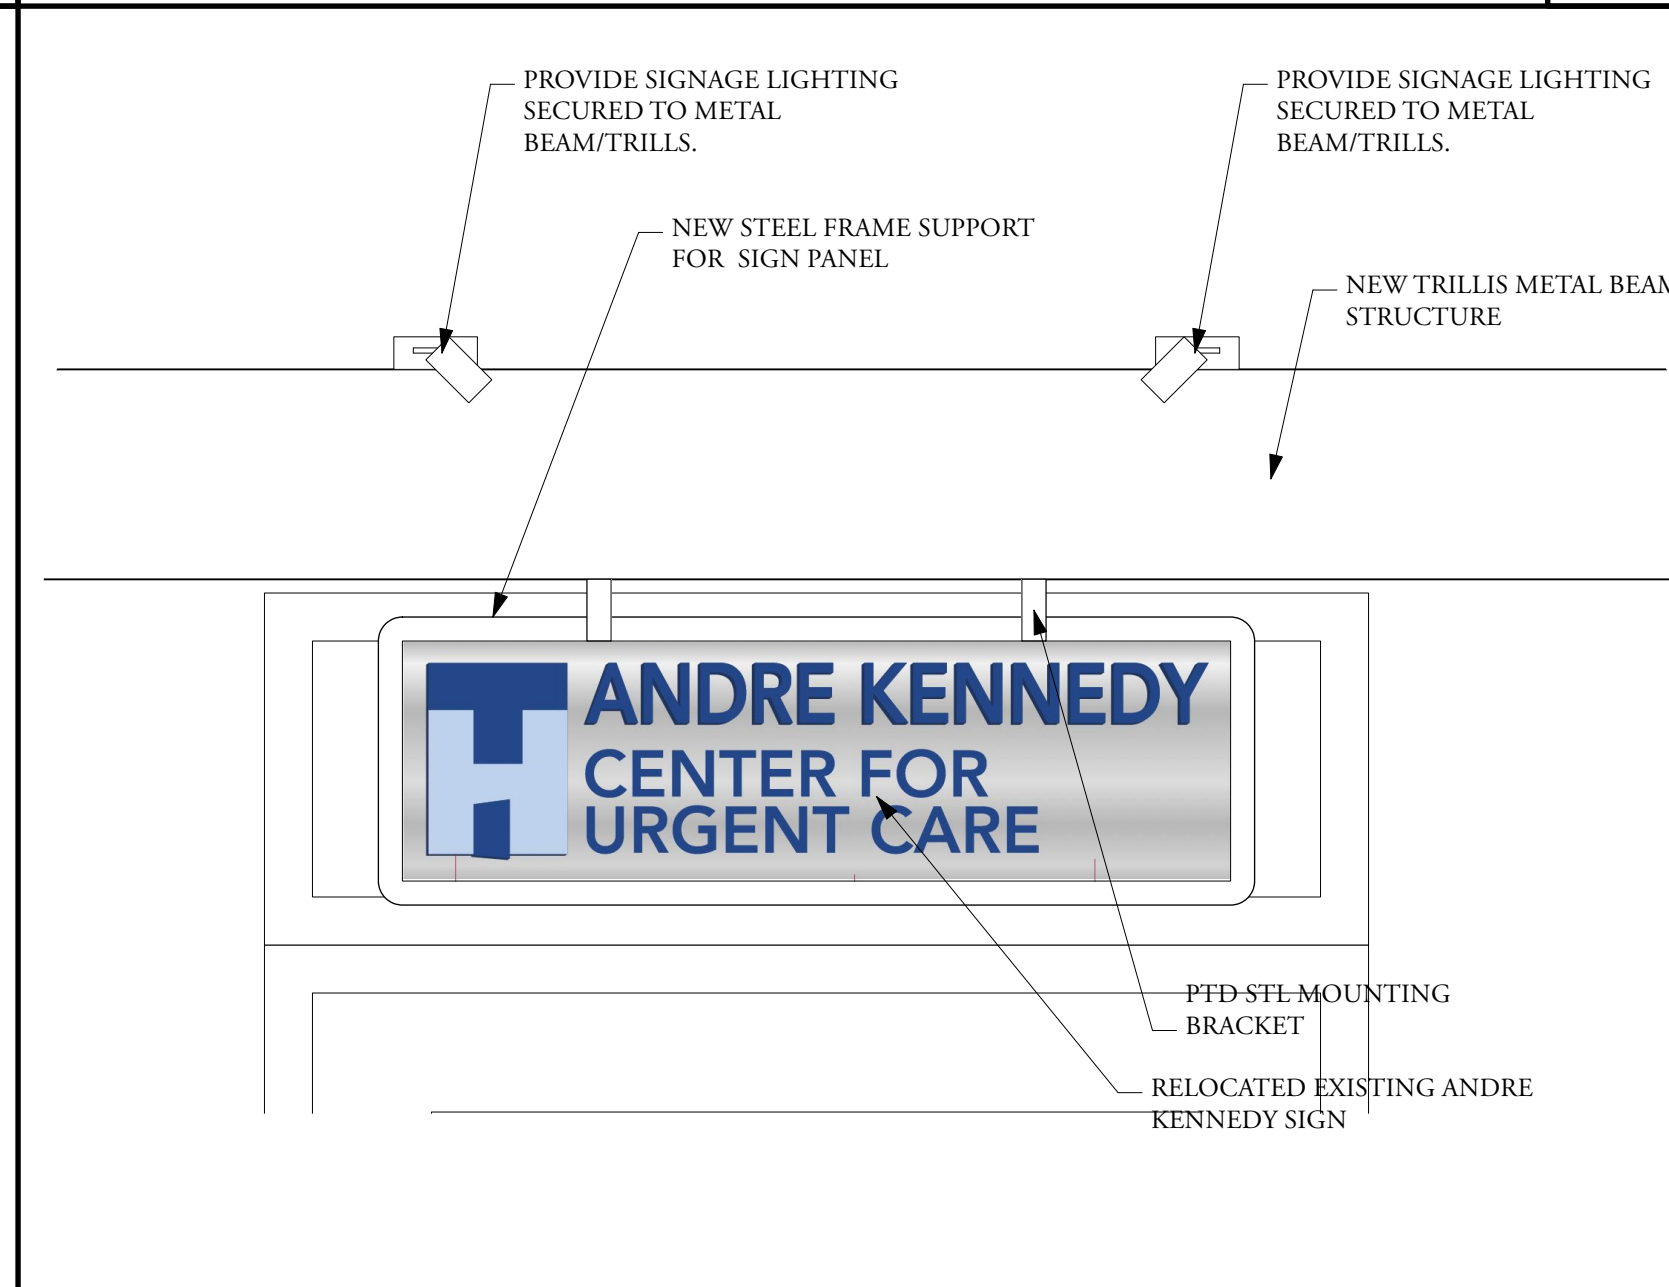 PROVIDE SIGNAGE LIGHTING
SECURED TO METAL
BEAM/TRILLS.
PROVIDE SIGNAGE LIGHTING
SECURED TO METAL
BEAM/TRILLS.
NEW STEEL FRAME SUPPORT
FOR SIGN PANEL
NEW TRILLIS METAL BEAM
STRUCTURE
TH
ANDRE KENNEDY
CENTER FOR
URGENT CARE
PTD STL MOUNTING
BRACKET
RELOCATED EXISTING ANDRE
KENNEDY SIGN